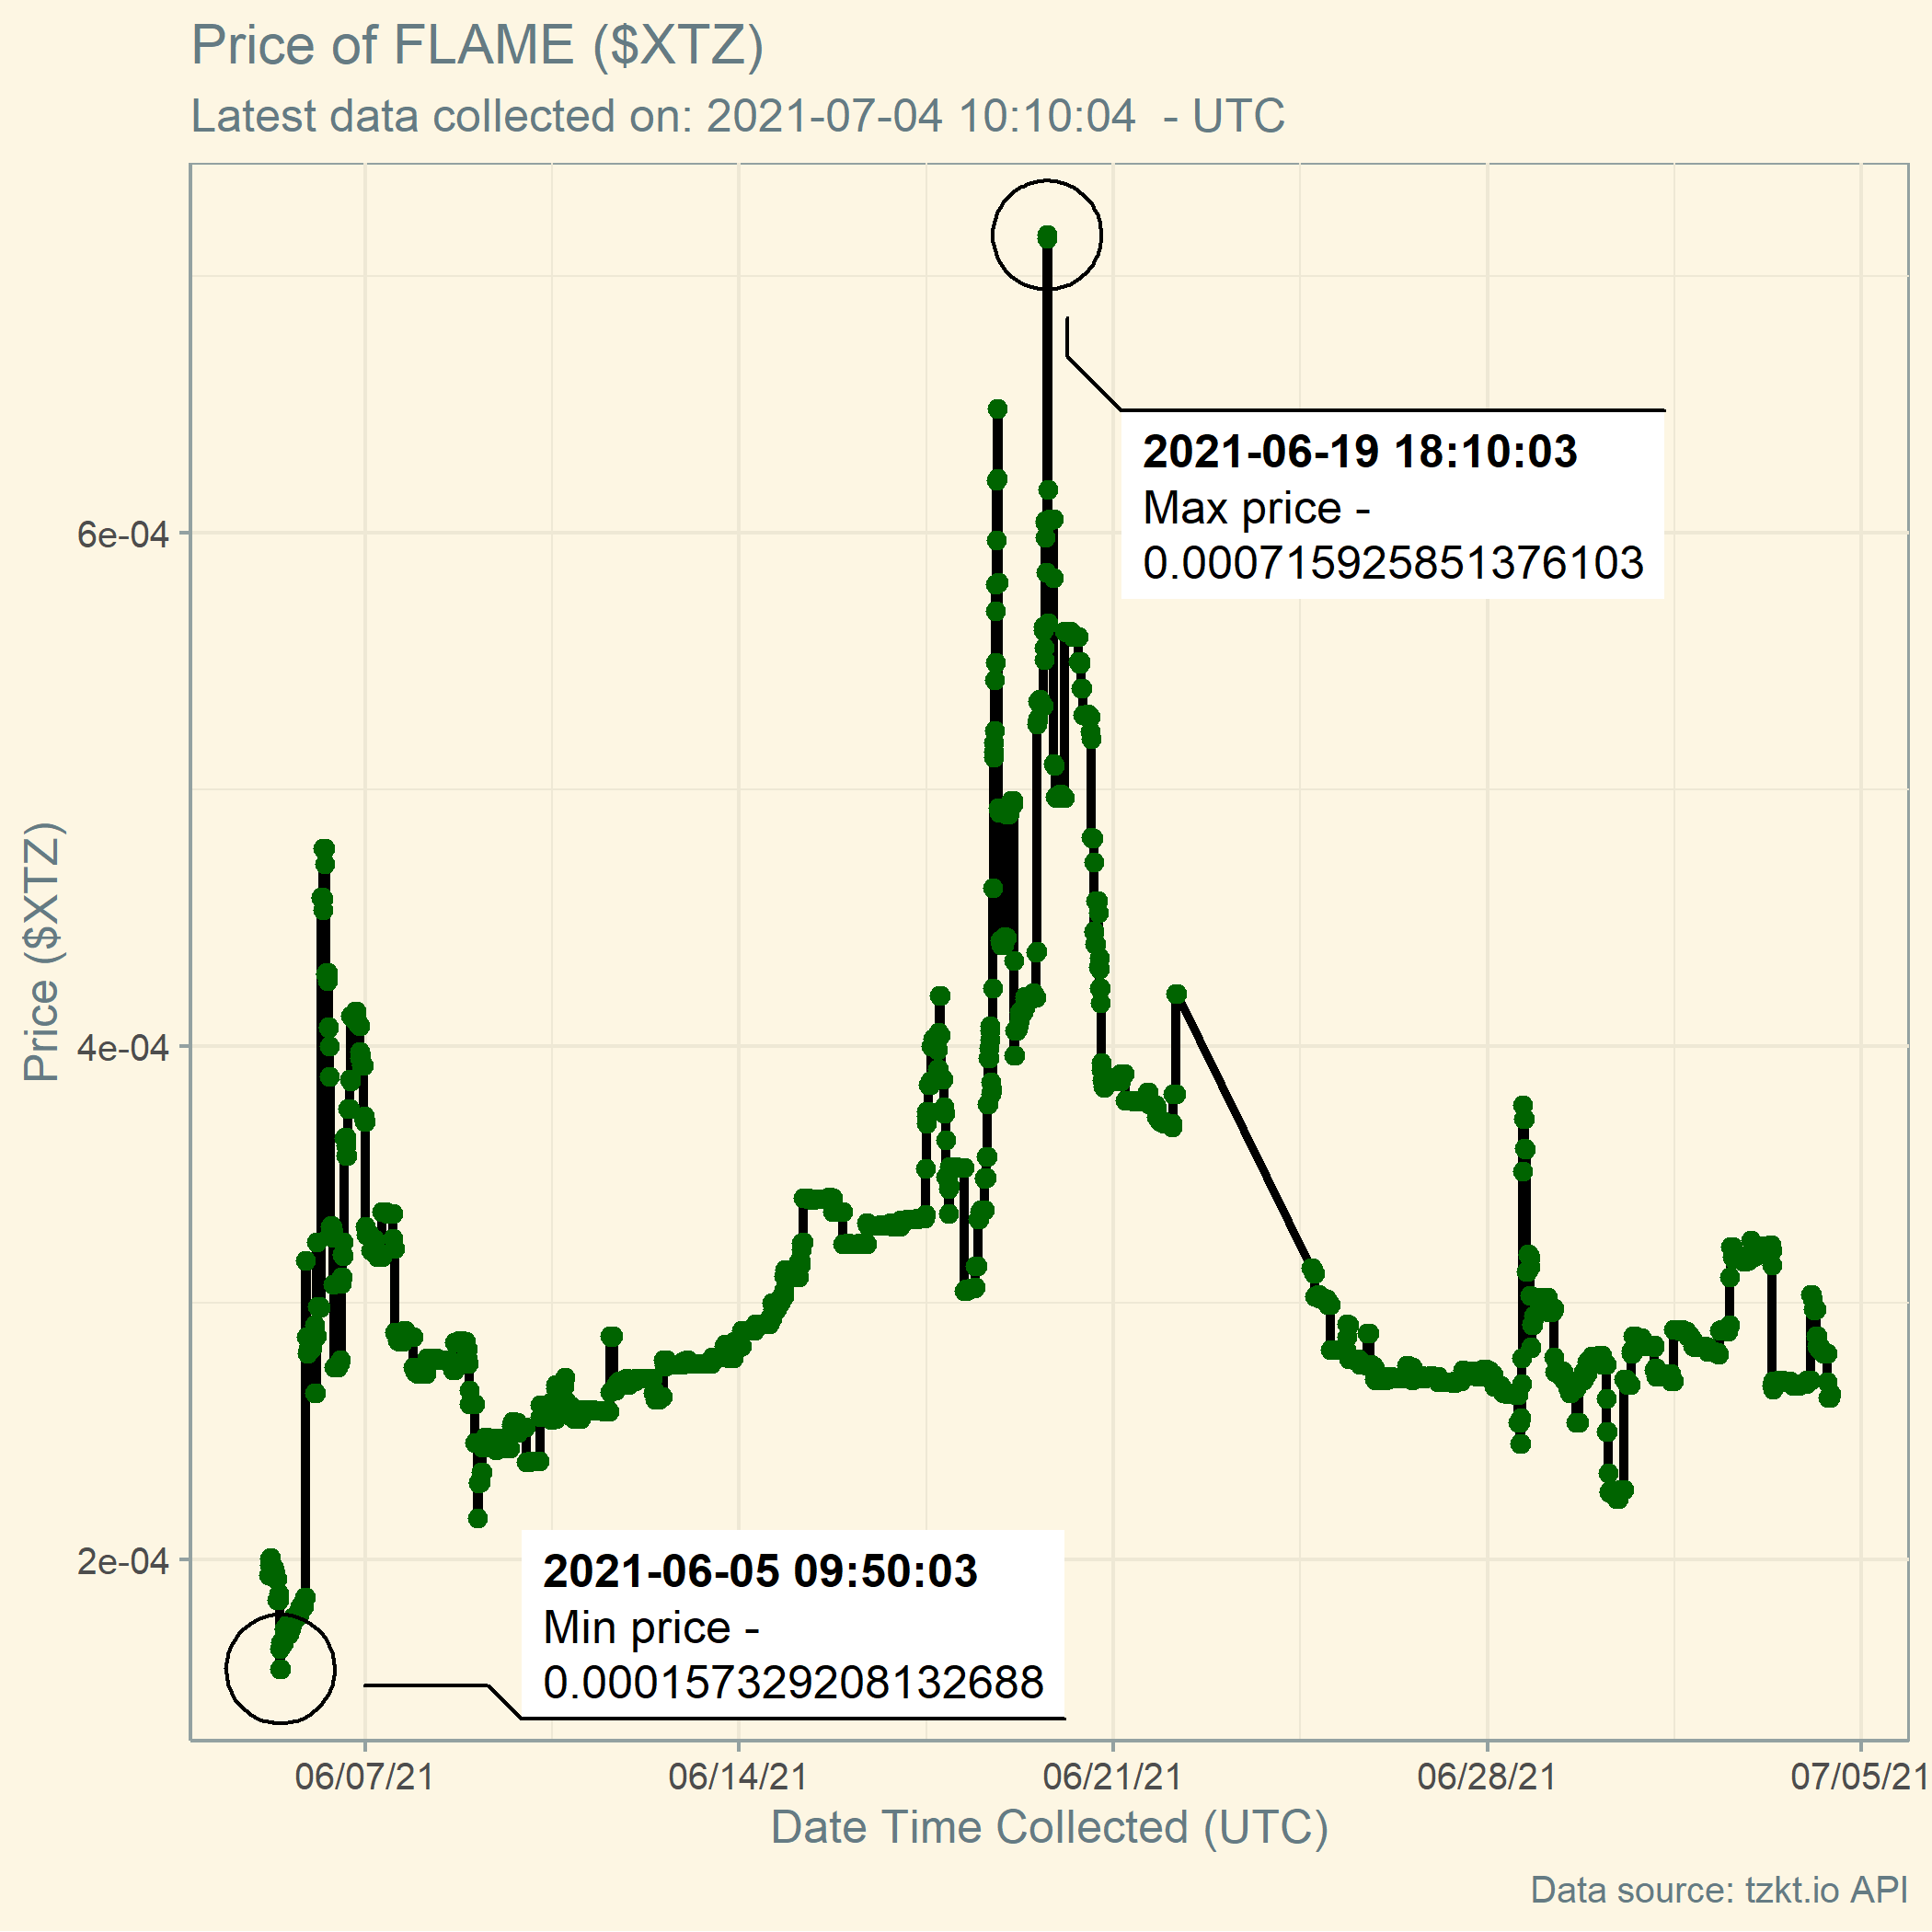 Price of FLAME ($XTZ)
Latest data collected on: 2021-07-04 10:10:04  - UTC
2021-06-19 18:10:03
Max price -
0.000715925851376103
6e-04
Price ($XTZ)
4e-04
2e-04
2021-06-05 09:50:03
Min price -
0.000157329208132688
06/07/21
06/14/21
06/21/21
06/28/21
07/05/21
Date Time Collected (UTC)
Data source: tzkt.io API